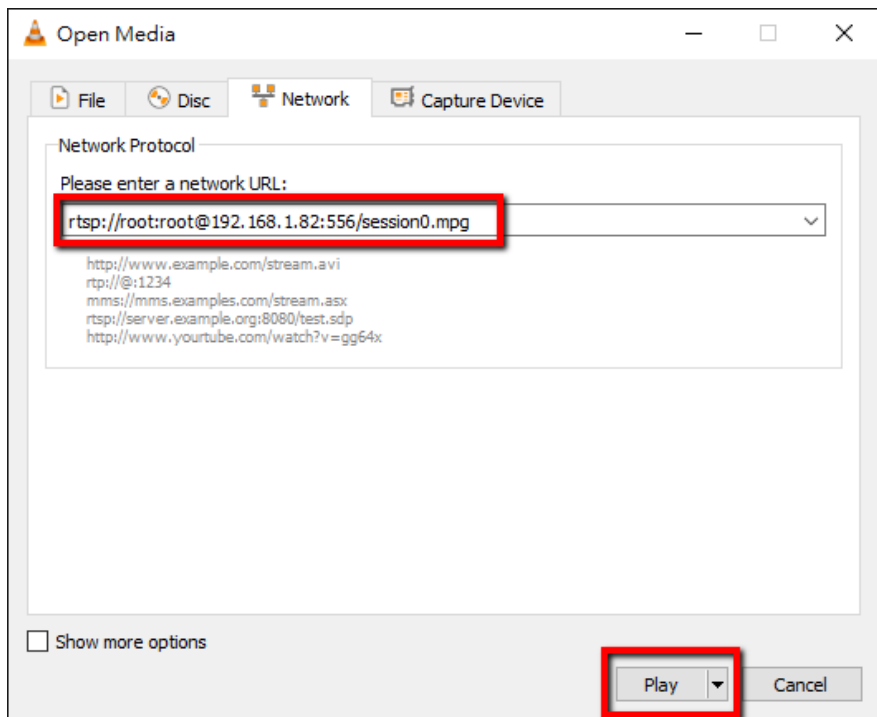 Open Media
File Disc Network Capture Device
Network Protocol
Please enter a network URL:
rtsp://root:root@192.168.1.82:556/session0.mpg
http://www.example.com/stream.avi
rtp://@:1234
mms://mms.examples.com/stream.asx
rtsp://server.example.org:8080/test.sdp
http://www.yourtube.com/watch?v=gg64x
Show more options
Play Cancel